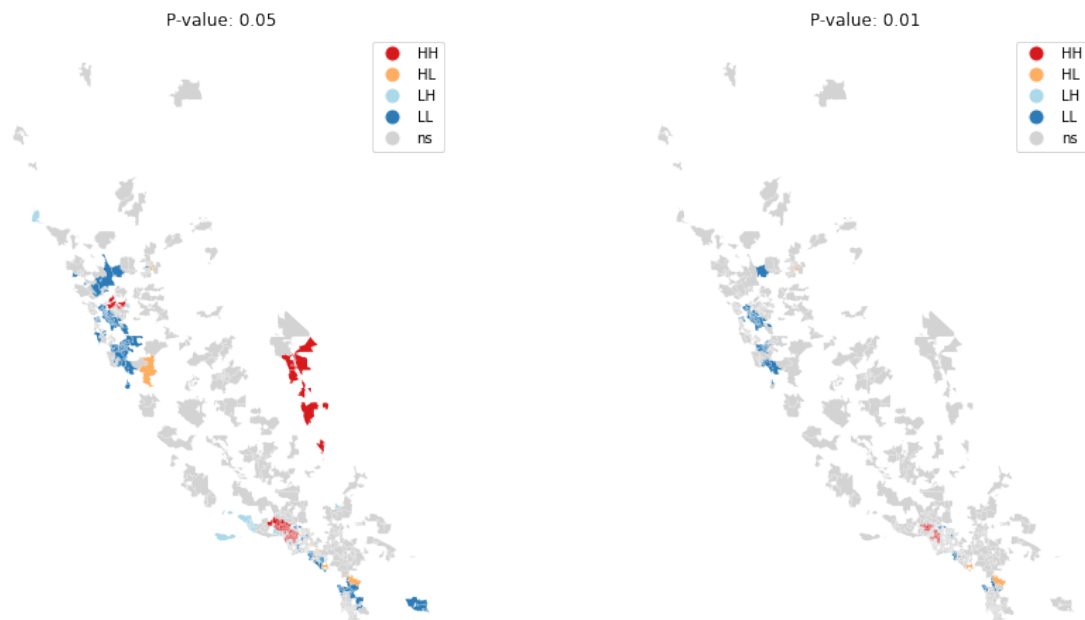 P-value: 0.05
HH
HL
LH
LL
ns
P-value: 0.01
HH
HL
LH
LL
ns